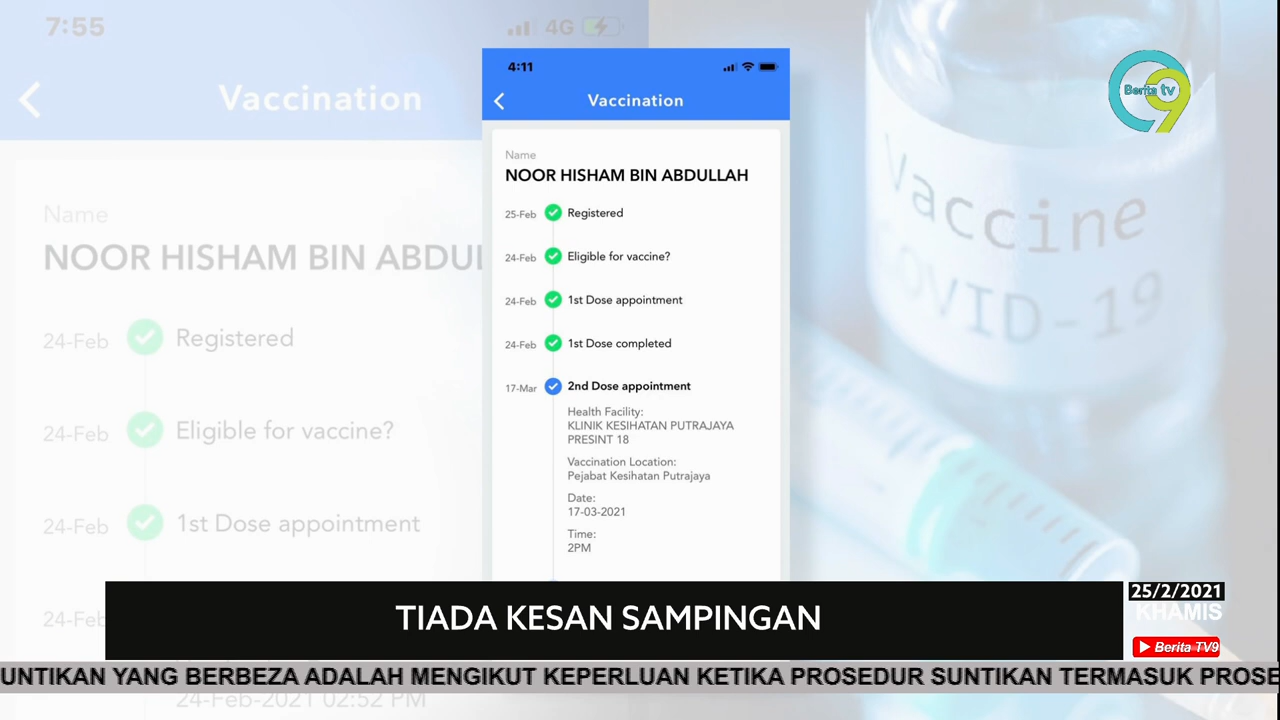 7:55
4G
Vaccination
Name
NOOR HISHAM BIN ABDUL
24-Feb Registered
24-Feb Eligible for vaccine?
24-Feb 1st Dose appointment
24-Feb
24-Feb-2021 02:52 PM
4:11
Vaccination
Name
NOOR HISHAM BIN ABDULLAH
25-Feb Registered
24-Feb Eligible for vaccine?
24-Feb 1st Dose appointment
24-Feb 1st Dose completed
17-Mar 2nd Dose appointment
Health Facility:
KLINIK KESIHATAN PUTRAJAYA
PRESINT 18
Vaccination Location:
Pejabat Kesihatan Putrajaya
Date:
17-03-2021
Time:
2PM
Berita tv 9
Vaccine
COVID-19
TIADA KESAN SAMPINGAN
25/2/2021
KHAMIS
Berita TV9
UNTIKAN YANG BERBEZA ADALAH MENGIKUT KEPERLUAN KETIKA PROSEDUR SUNTIKAN TERMASUK PROSE